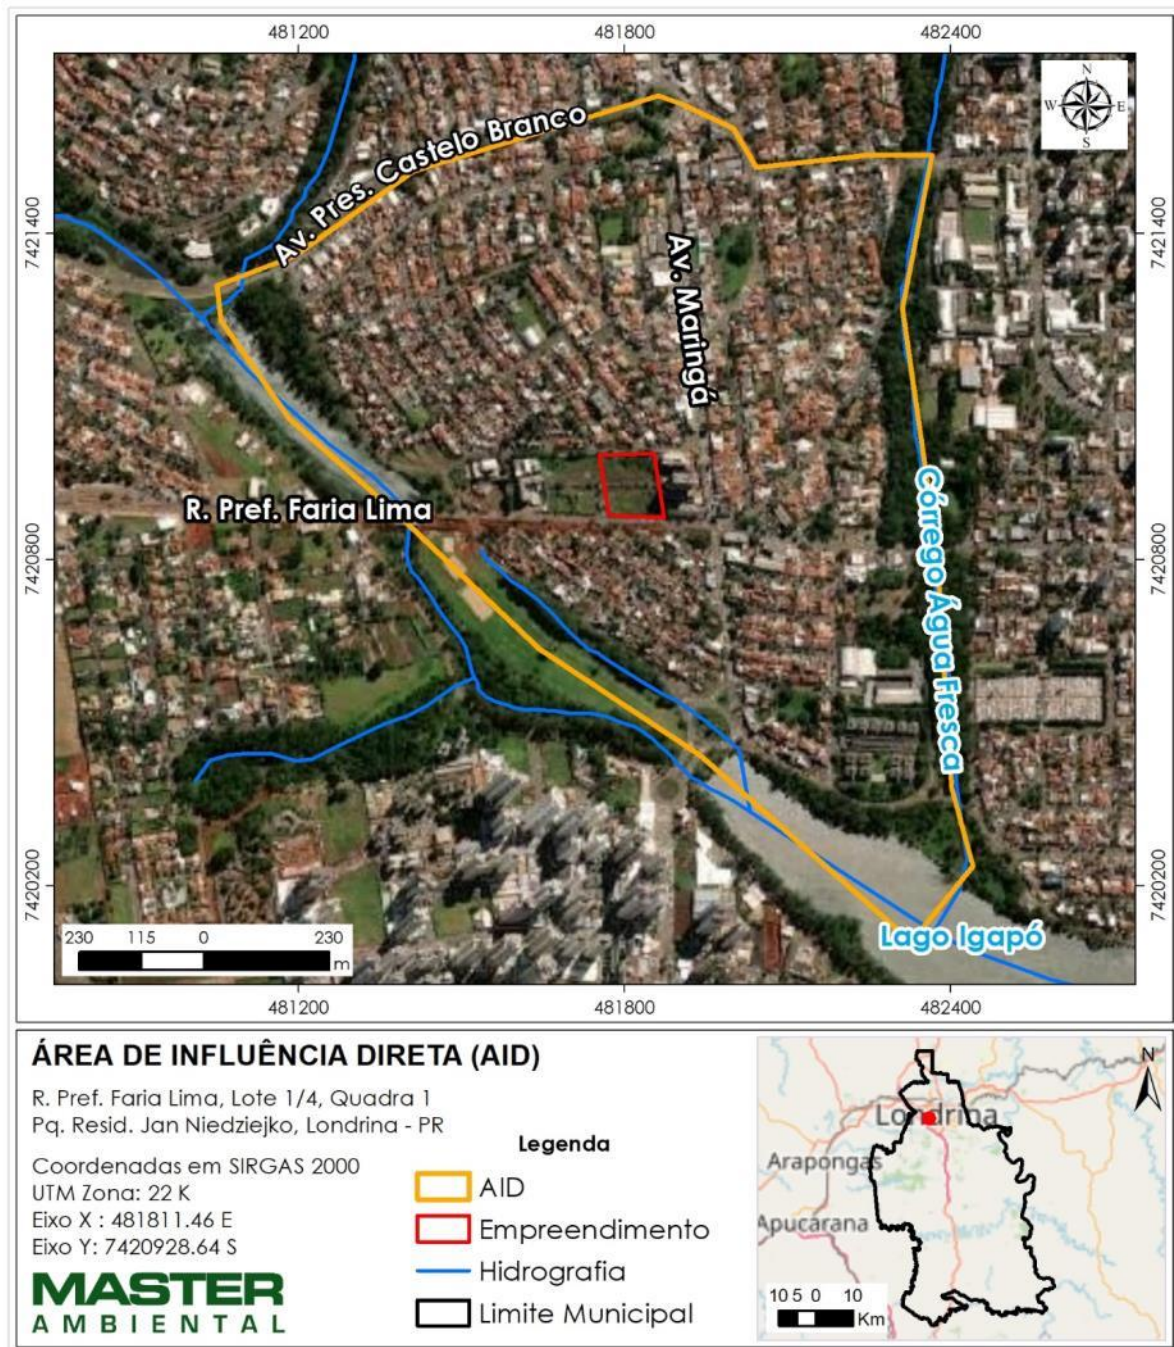 481200
481800
482400
N
W
E
S
Av. Pres. Castelo Branco
7421400
7421400
Av. Maringá
R. Pref. Faria Lima
Córrego Água Fresca
7420800
7420800
7420200
7420200
Lago Igapó
230 115 0 230
m
481200
481800
482400
ÁREA DE INFLUÊNCIA DIRETA (AID)
R. Pref. Faria Lima, Lote 1/4, Quadra 1
Pq. Resid. Jan Niedziejko, Londrina - PR
Coordenadas em SIRGAS 2000
UTM Zona: 22 K
Eixo X : 481811.46 E
Eixo Y: 7420928.64 S
MASTER
AMBIENTAL
Legenda
AID
Empreendimento
Hidrografia
Limite Municipal
N
Londrina
Arapongas
Apucarana
10 5 0 10
Km